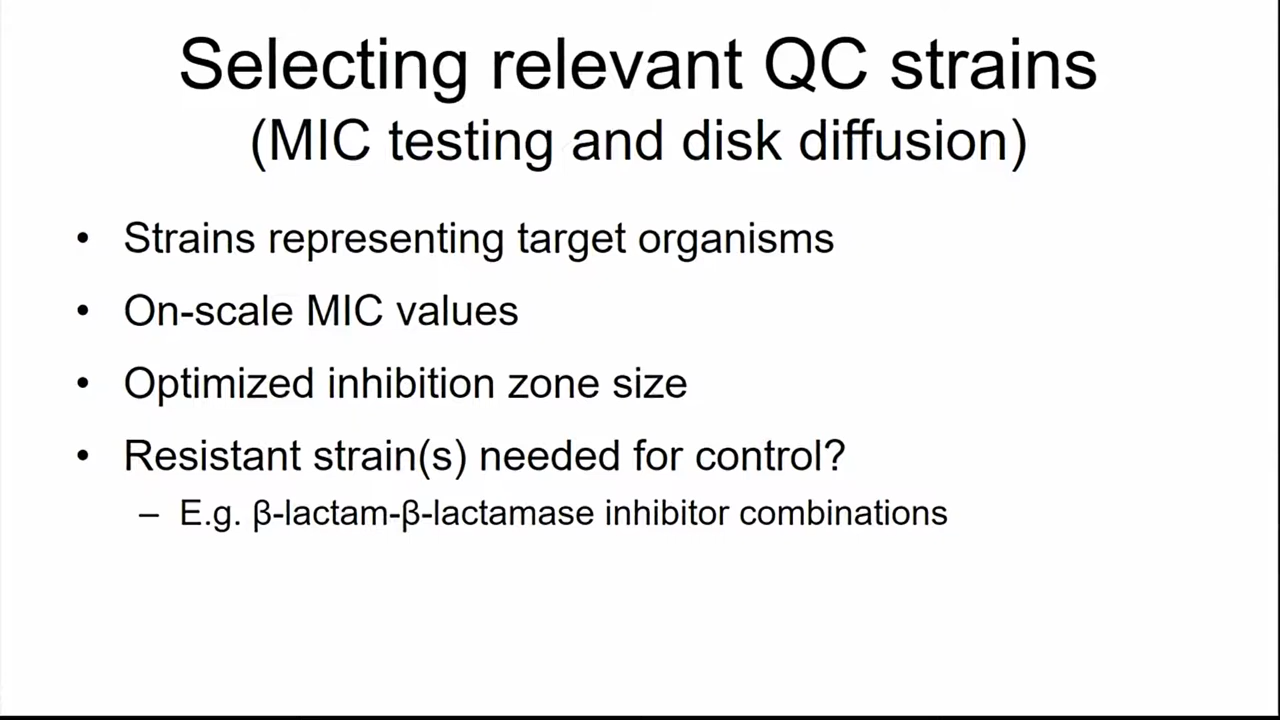 Selecting relevant QC strains
(MIC testing and disk diffusion)
• Strains representing target organisms
• On-scale MIC values
• Optimized inhibition zone size
• Resistant strain(s) needed for control?
– E.g. β-lactam-β-lactamase inhibitor combinations